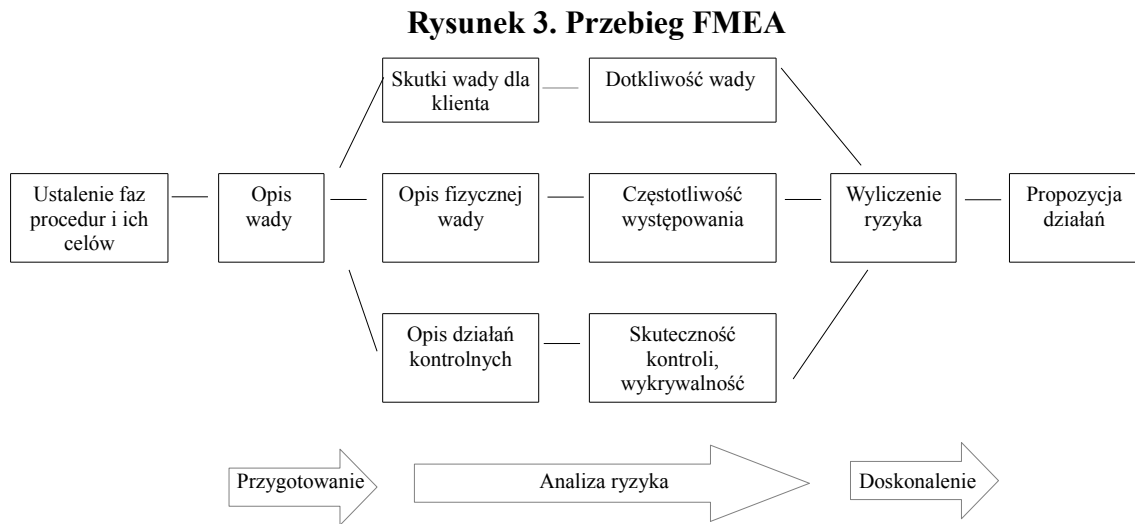 Rysunek 3. Przebieg FMEA
Skutki wady dla
klienta
Dotkliwość wady
Ustalenie faz
procedur i ich
celów
Opis
wady
Opis fizycznej
wady
Częstotliwość
występowania
Wyliczenie
ryzyka
Propozycja
działań
Opis działań
kontrolnych
Skuteczność
kontroli,
wykrywalność
Przygotowanie
Analiza ryzyka
Doskonalenie